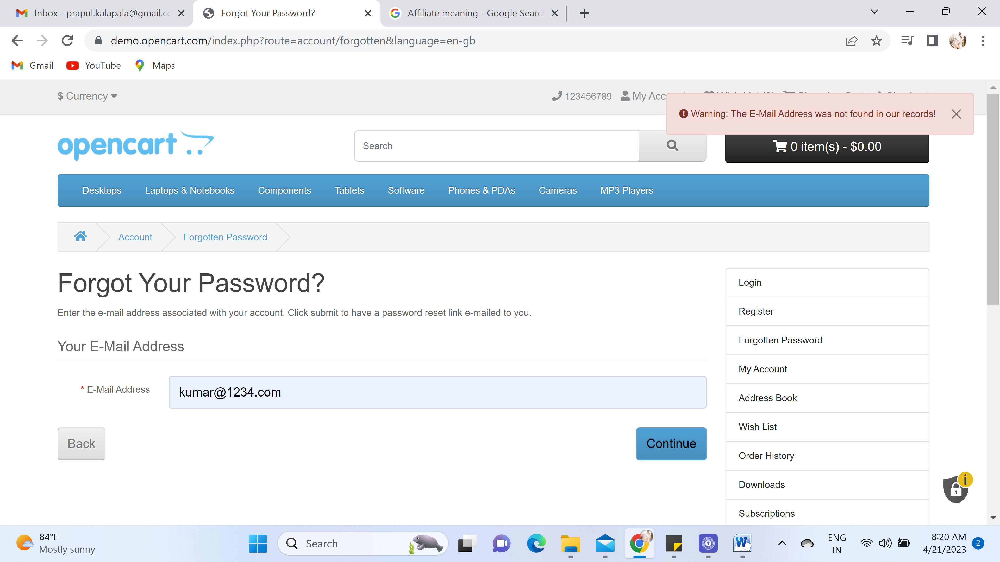 Inbox - prapul.kalapala@gmail.co
Forgot Your Password?
Affiliate meaning - Google Search
demo.opencart.com/index.php?route=account/forgotten&language=en-gb
Gmail
YouTube
Maps
$ Currency
123456789
My Acc
Warning: The E-Mail Address was not found in our records!
opencart
Search
0 item(s) - $0.00
Desktops
Laptops & Notebooks
Components
Tablets
Software
Phones & PDAs
Cameras
MP3 Players
Account
Forgotten Password
Forgot Your Password?
Enter the e-mail address associated with your account. Click submit to have a password reset link e-mailed to you.
Your E-Mail Address
* E-Mail Address
kumar@1234.com
Back
Continue
Login
Register
Forgotten Password
My Account
Address Book
Wish List
Order History
Downloads
Subscriptions
84°F
Mostly sunny
Search
ENG
IN
8:20 AM
4/21/2023
2